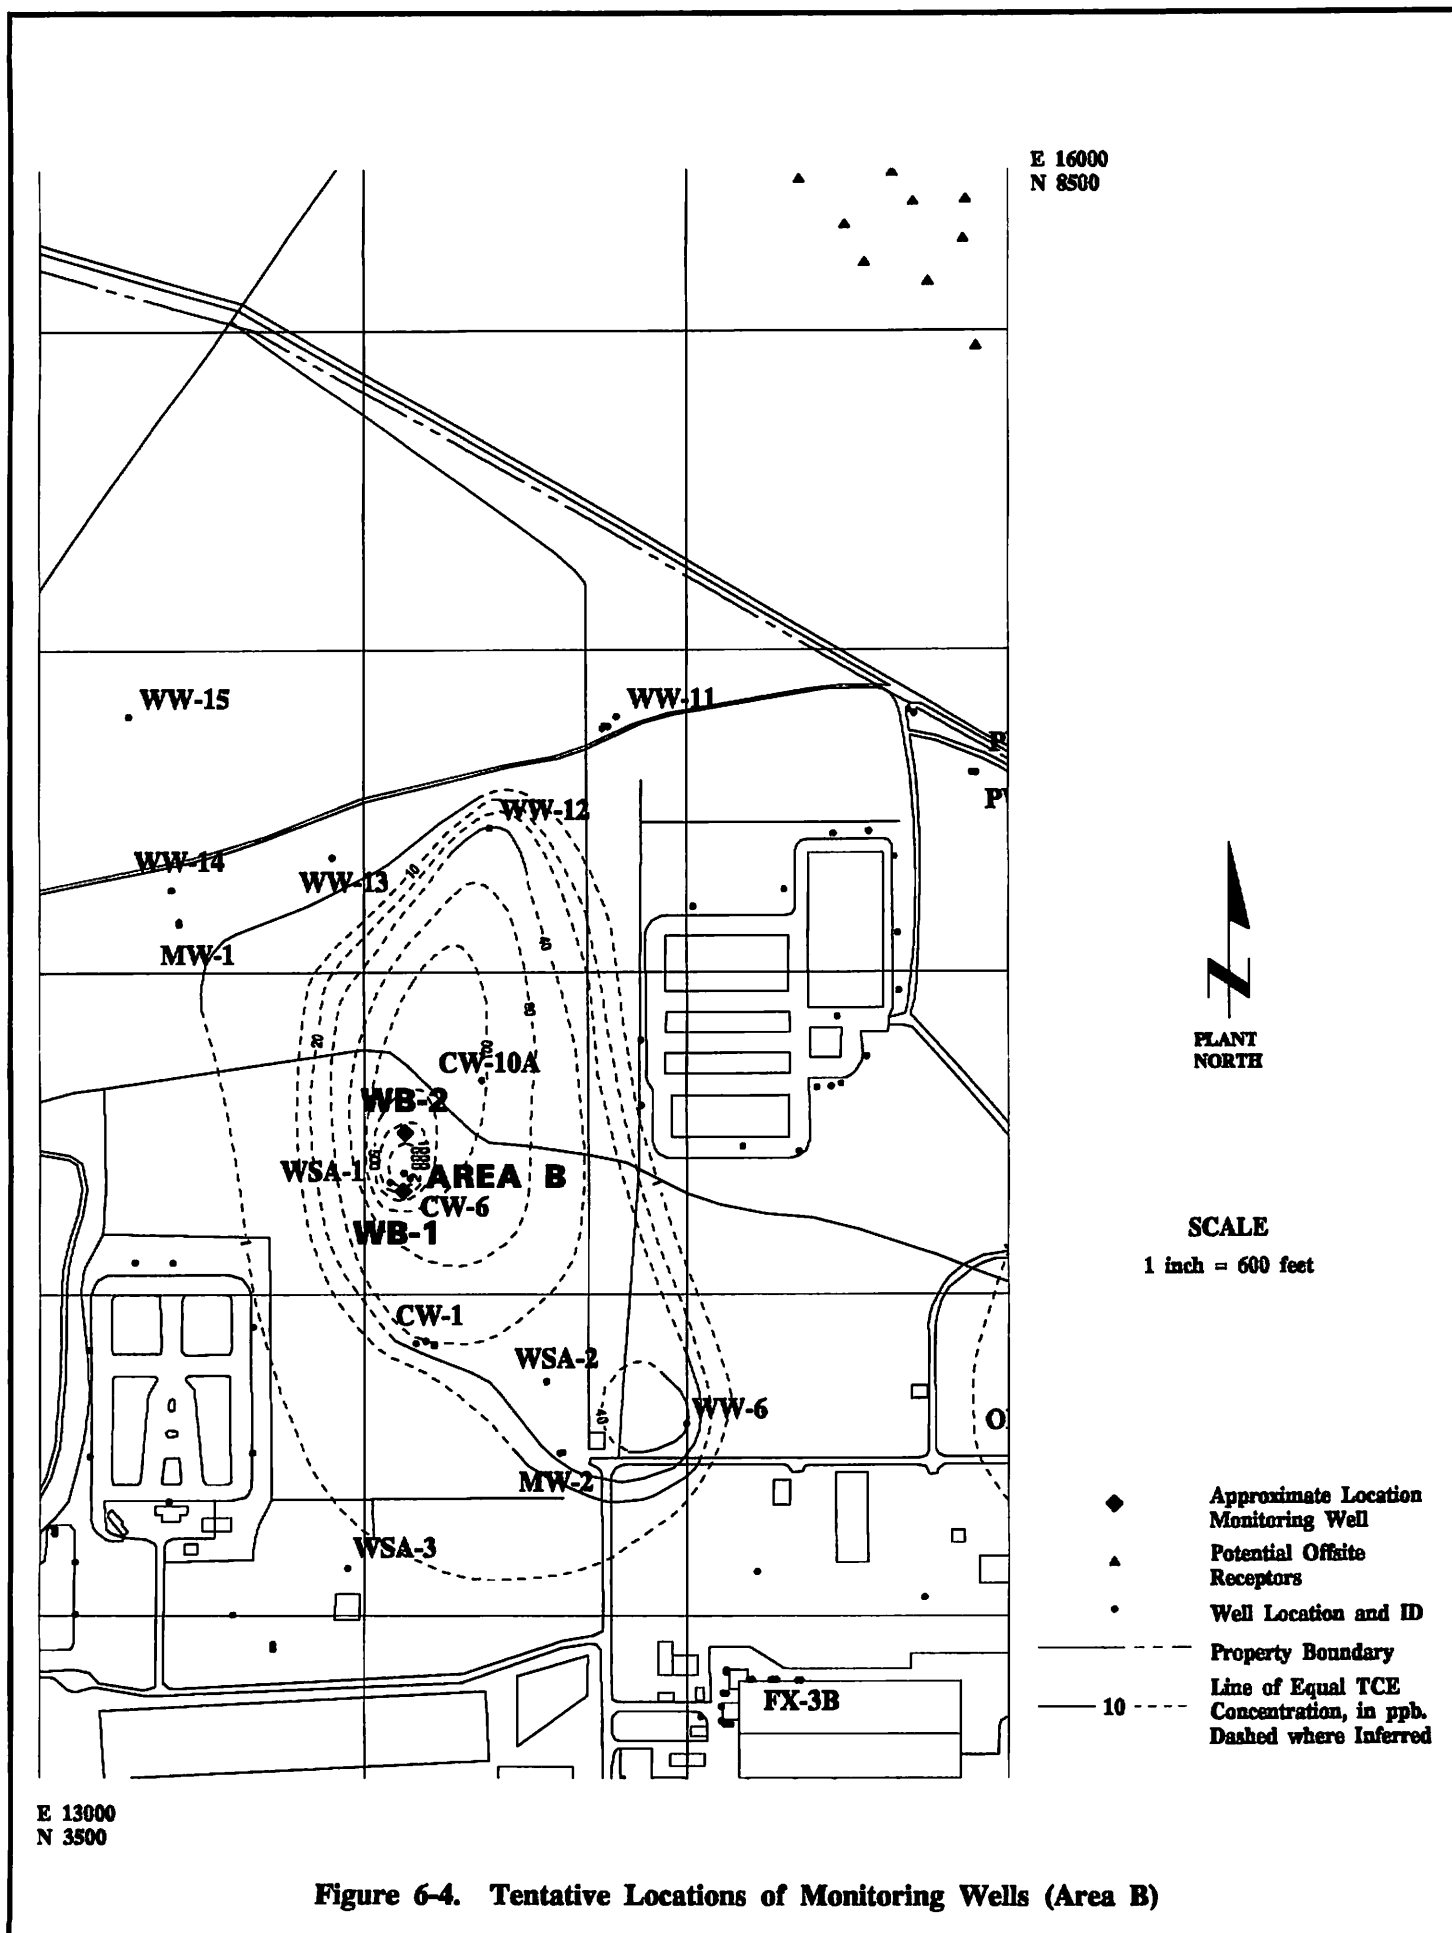 E 16000
N 8500
WW-15
WW-11
WW-12
WW-14
WW-13
10
MW-1
40
20
80
CW-10A
WB-2
500
WSA-1
AREA B
CW-6
WB-1
1
CW-1
WSA-2
40
WW-6
MW-2
WSA-3
FX-3B
PLANT
NORTH
SCALE
1 inch = 600 feet
Approximate Location
Monitoring Well
Potential Offsite
Receptors
Well Location and ID
Property Boundary
10
Line of Equal TCE
Concentration, in ppb.
Dashed where Inferred
E 13000
N 3500
Figure 6-4. Tentative Locations of Monitoring Wells (Area B)